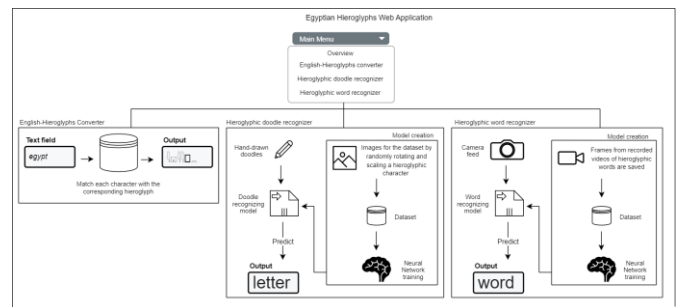 Egyptian Hieroglyphs Web Application
Main Menu
Overview
English-Hieroglyphs converter
Hieroglyphic doodle recognizer
Hieroglyphic word recognizer
English-Hieroglyphs Converter
Text field
egypt
Output
Match each character with the
corresponding hieroglyph
Hieroglyphic doodle recognizer
Hand-drawn
doodles
Doodle
recognizing
model
Predict
Output
letter
Model creation
Images for the dataset by
randomly rotating and
scaling a hieroglyphic
character
Dataset
Neural
Network
training
Hieroglyphic word recognizer
Camera
feed
Word
recognizing
model
Predict
Output
word
Model creation
Frames from recorded
videos of hieroglyphic
words are saved
Dataset
Neural
Network
training